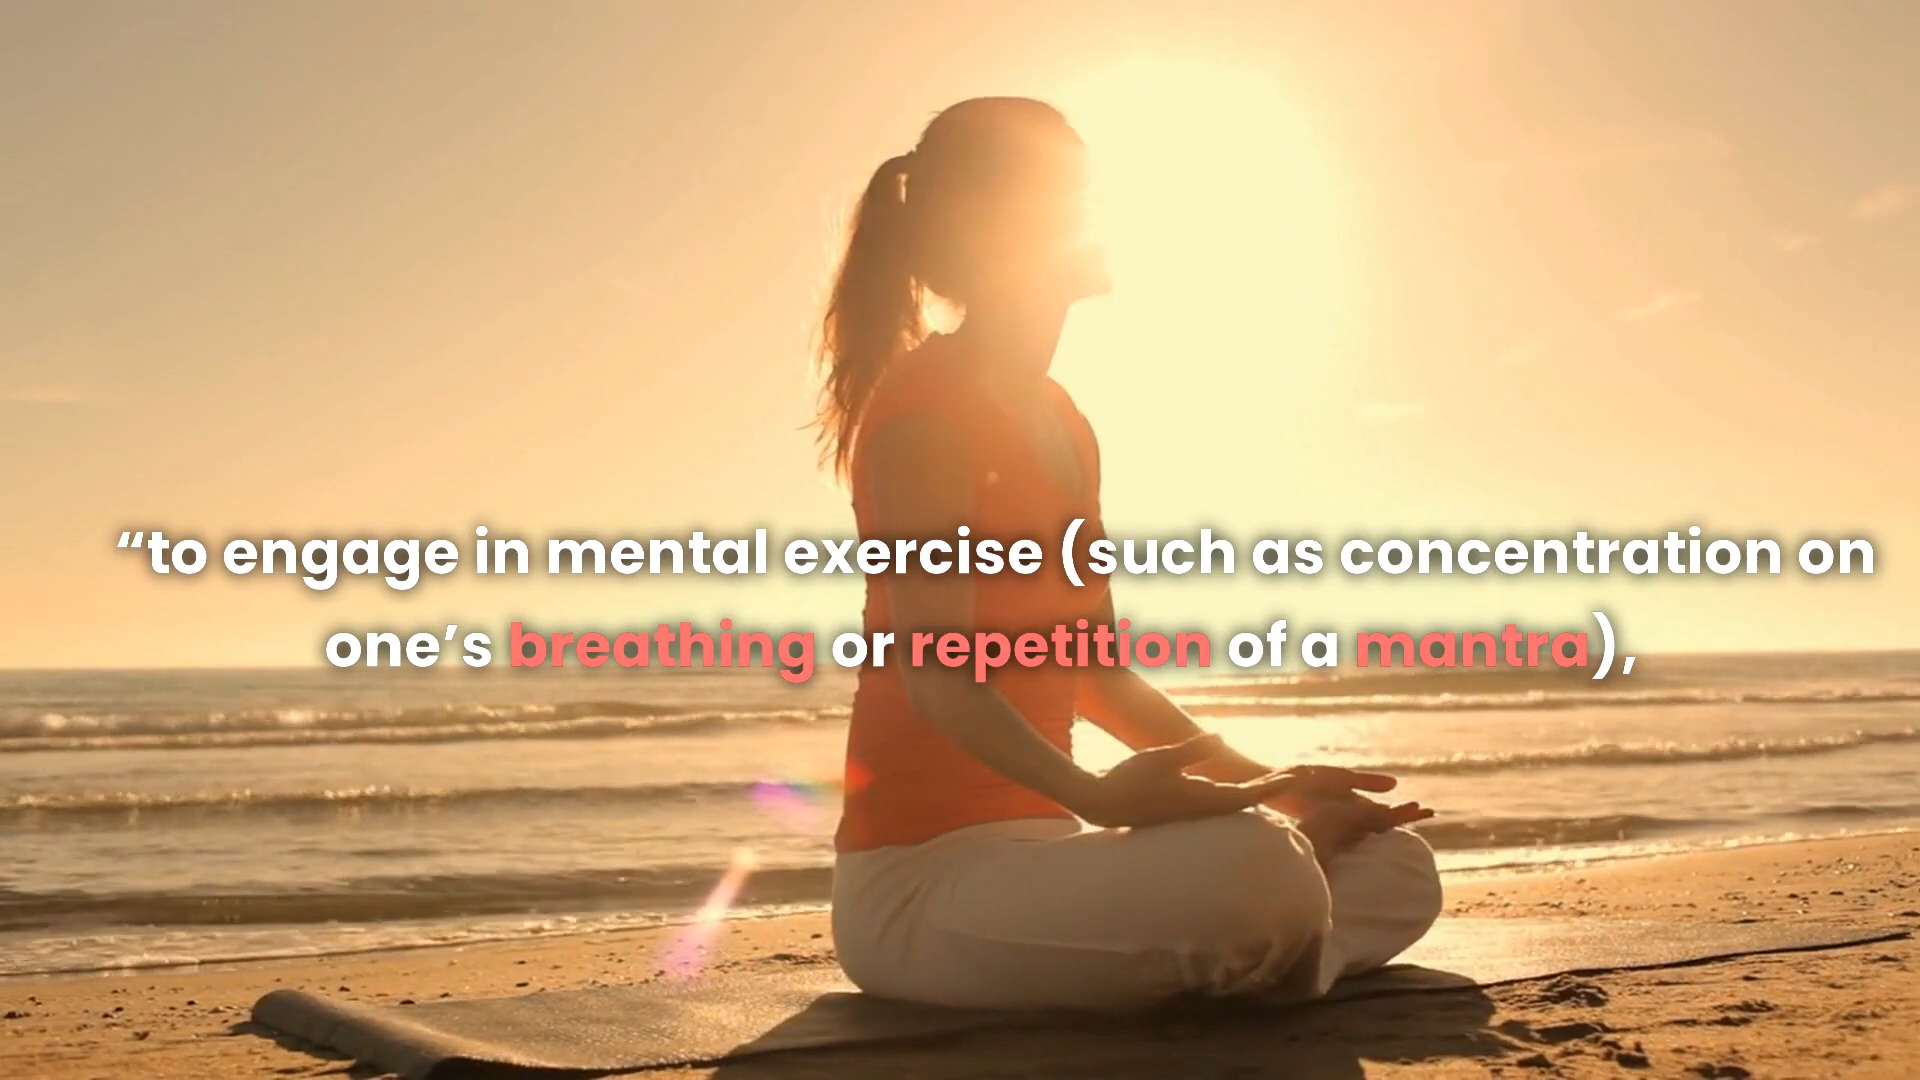 “to engage in mental exercise (such as concentration on
one’s breathing or repetition of a mantra),